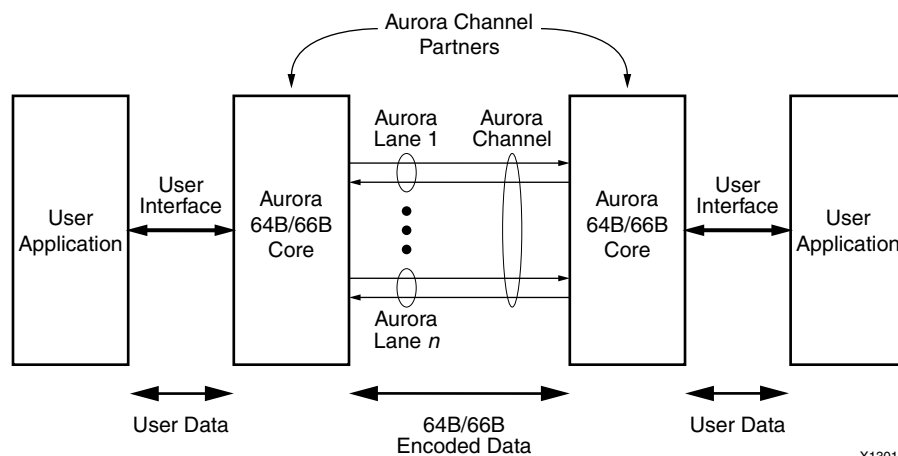 Aurora Channel
Partners
Aurora
Lane 1
Aurora
Channel
User
Interface
User
Application
Aurora
64B/66B
Core
Aurora
64B/66B
Core
User
Interface
User
Application
Aurora
Lane n
User Data
64B/66B
Encoded Data
User Data